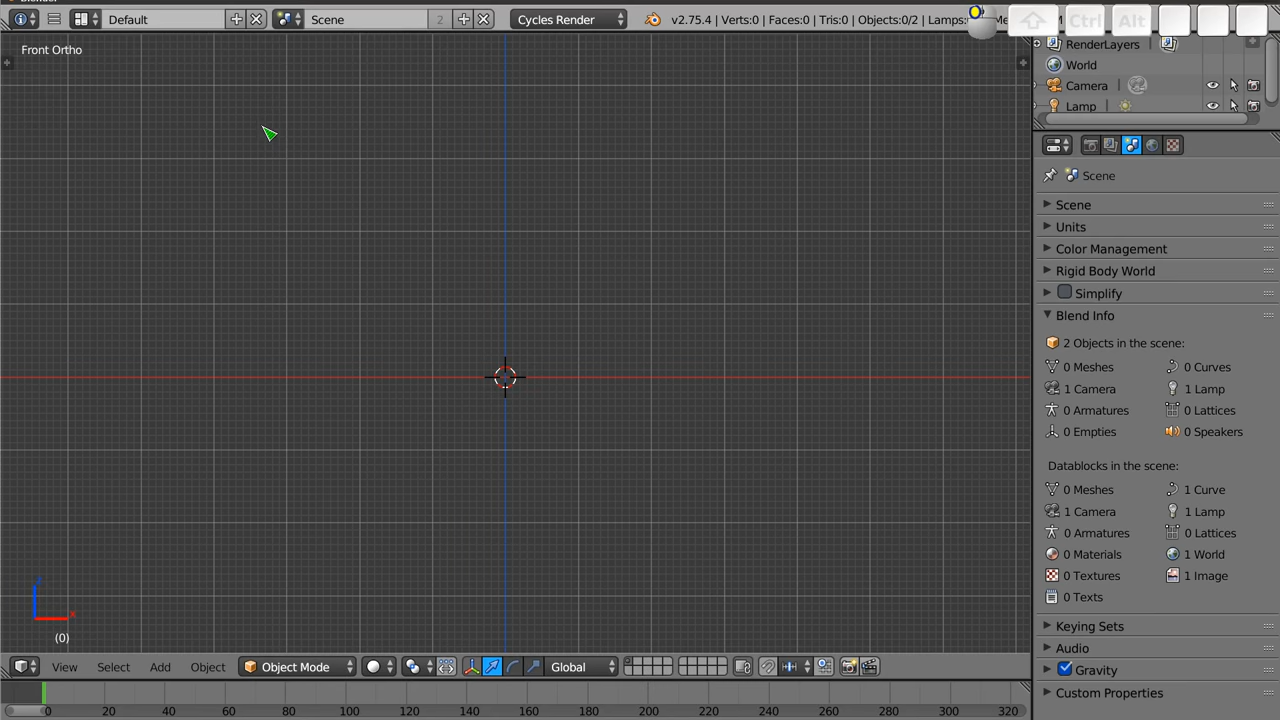 Default
Scene
2
Cycles Render
v2.75.4 | Verts:0 | Faces:0 | Tris:0 | Objects:0/2 | Lamps:
Ctrl
Alt
Front Ortho
RenderLayers |
World
Camera |
Lamp |
Scene
Scene
Units
Color Management
Rigid Body World
Simplify
Blend Info
2 Objects in the scene:
0 Meshes
0 Curves
1 Camera
1 Lamp
0 Armatures
0 Lattices
0 Empties
0 Speakers
Datablocks in the scene:
0 Meshes
1 Curve
1 Camera
1 Lamp
0 Armatures
0 Lattices
0 Materials
1 World
0 Textures
1 Image
0 Texts
Keying Sets
Audio
Gravity
Custom Properties
x
(0)
View
Select
Add
Object
Object Mode
Global
0 20 40 60 80 100 120 140 160 180 200 220 240 260 280 300 320